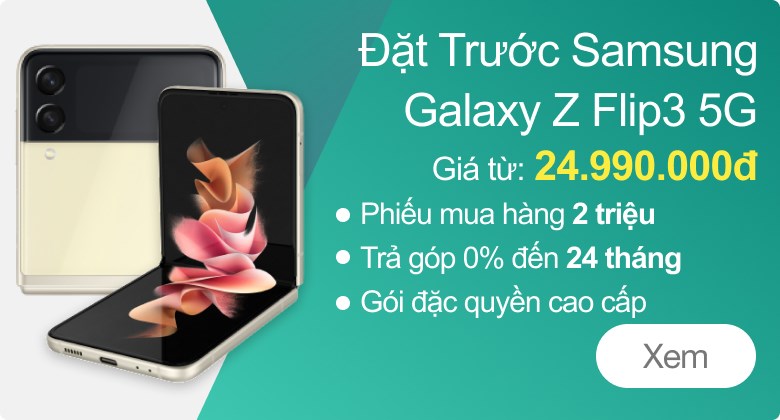 Đặt Trước Samsung
Galaxy Z Flip3 5G
Giá từ: 24.990.000đ
● Phiếu mua hàng 2 triệu
● Trả góp 0% đến 24 tháng
● Gói đặc quyền cao cấp
Xem